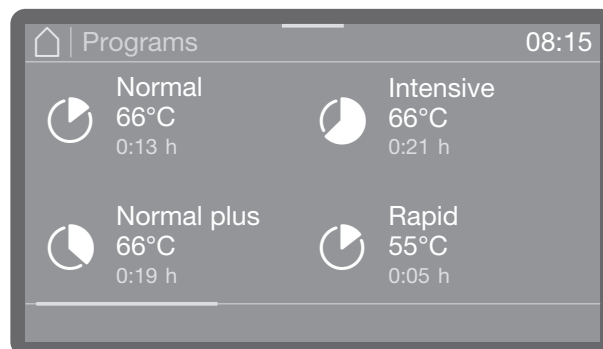 Programs
08:15
Normal
66°C
0:13 h
Intensive
66°C
0:21 h
Normal plus
66°C
0:19 h
Rapid
55°C
0:05 h